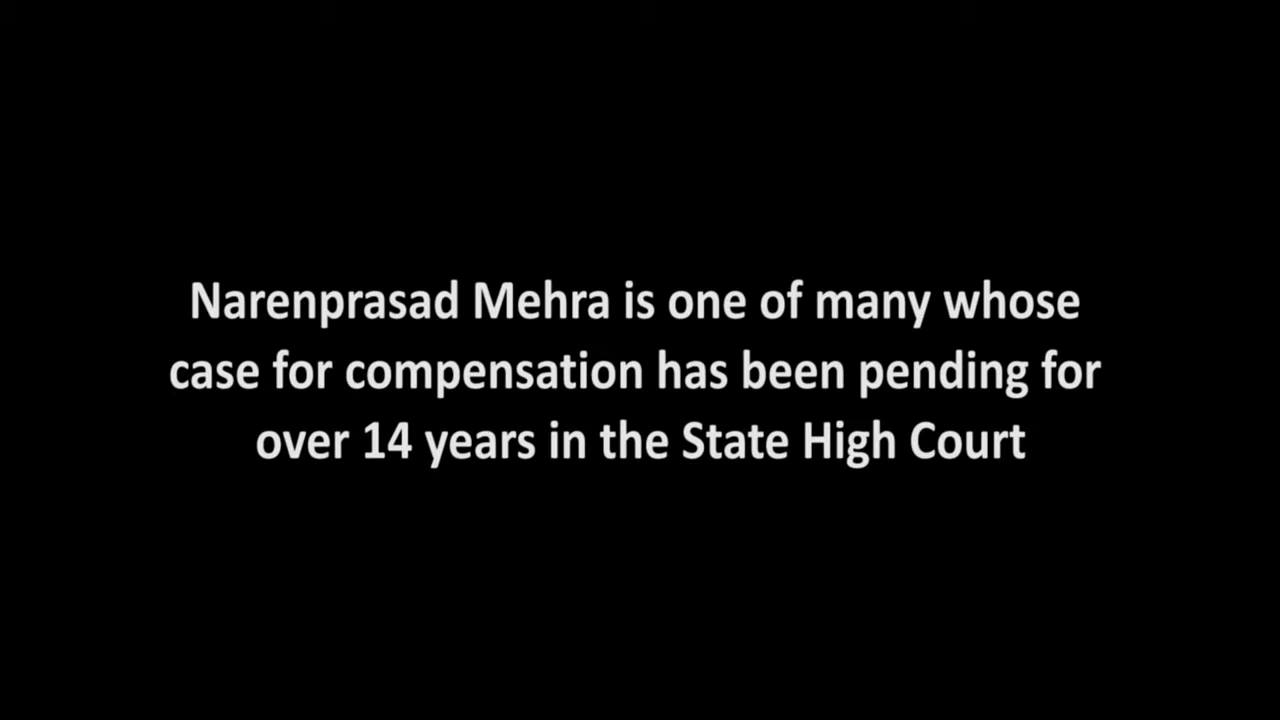 Narenprasad Mehra is one of many whose
case for compensation has been pending for
over 14 years in the State High Court